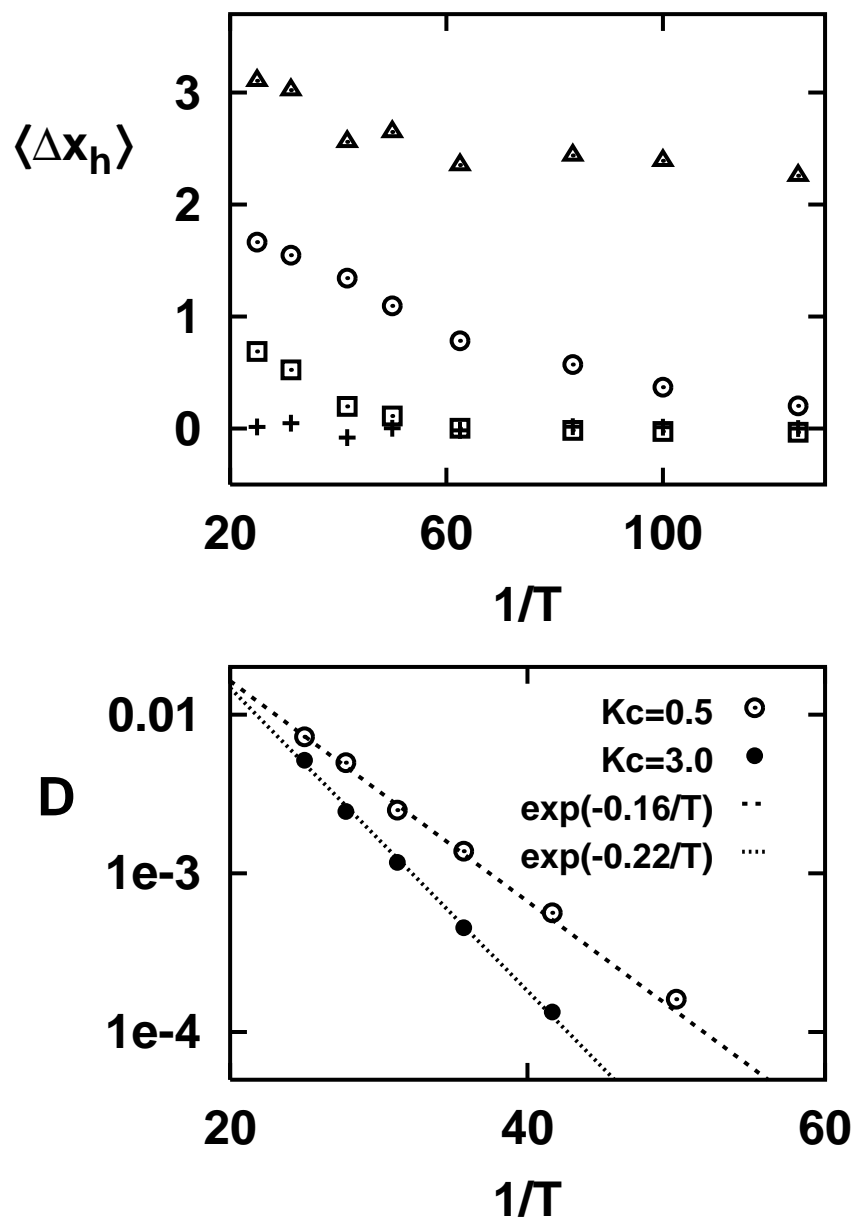 3
⟨Δx_h⟩
2
1
0
20 60 100
1/T
0.01
Kc=0.5
Kc=3.0
D
exp(-0.16/T)
exp(-0.22/T)
1e-3
1e-4
20 40 60
1/T